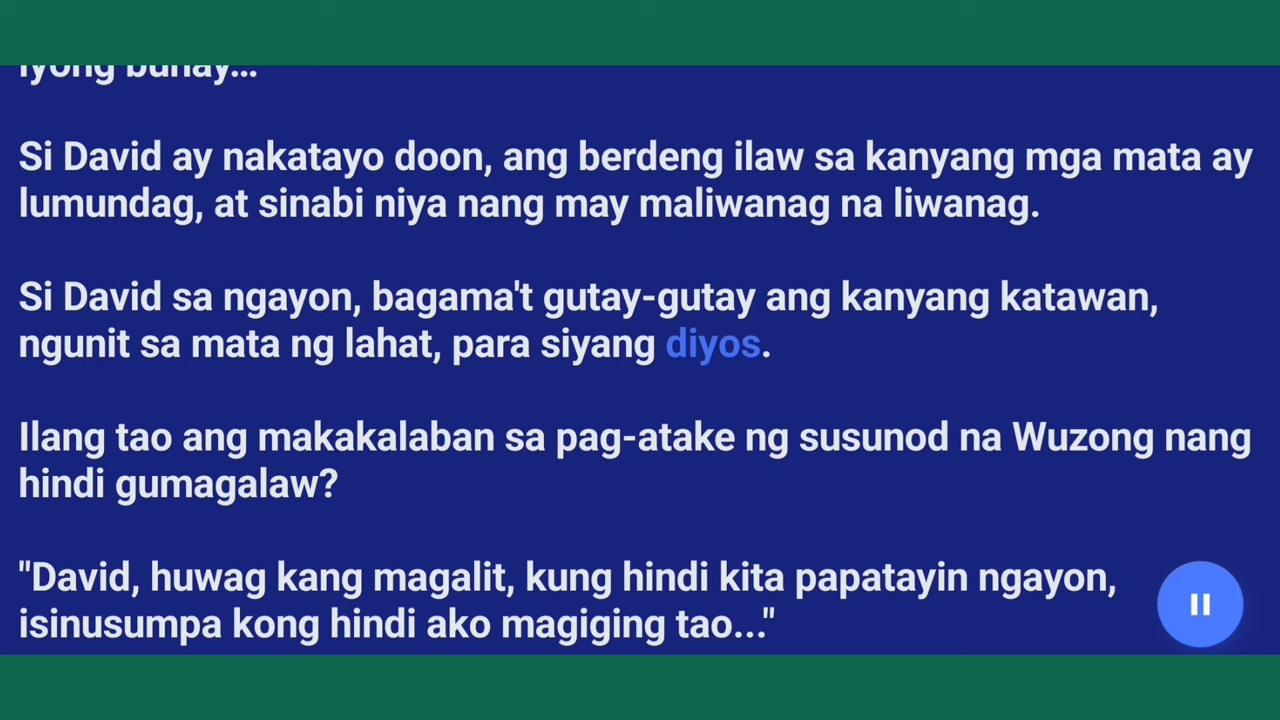 iyong buhay…
Si David ay nakatayo doon, ang berdeng ilaw sa kanyang mga mata ay
lumundag, at sinabi niya nang may maliwanag na liwanag.
Si David sa ngayon, bagama't gutay-gutay ang kanyang katawan,
ngunit sa mata ng lahat, para siyang diyos.
Ilang tao ang makakalaban sa pag-atake ng susunod na Wuzong nang
hindi gumagalaw?
"David, huwag kang magalit, kung hindi kita papatayin ngayon,
isinusumpa kong hindi ako magiging tao..."